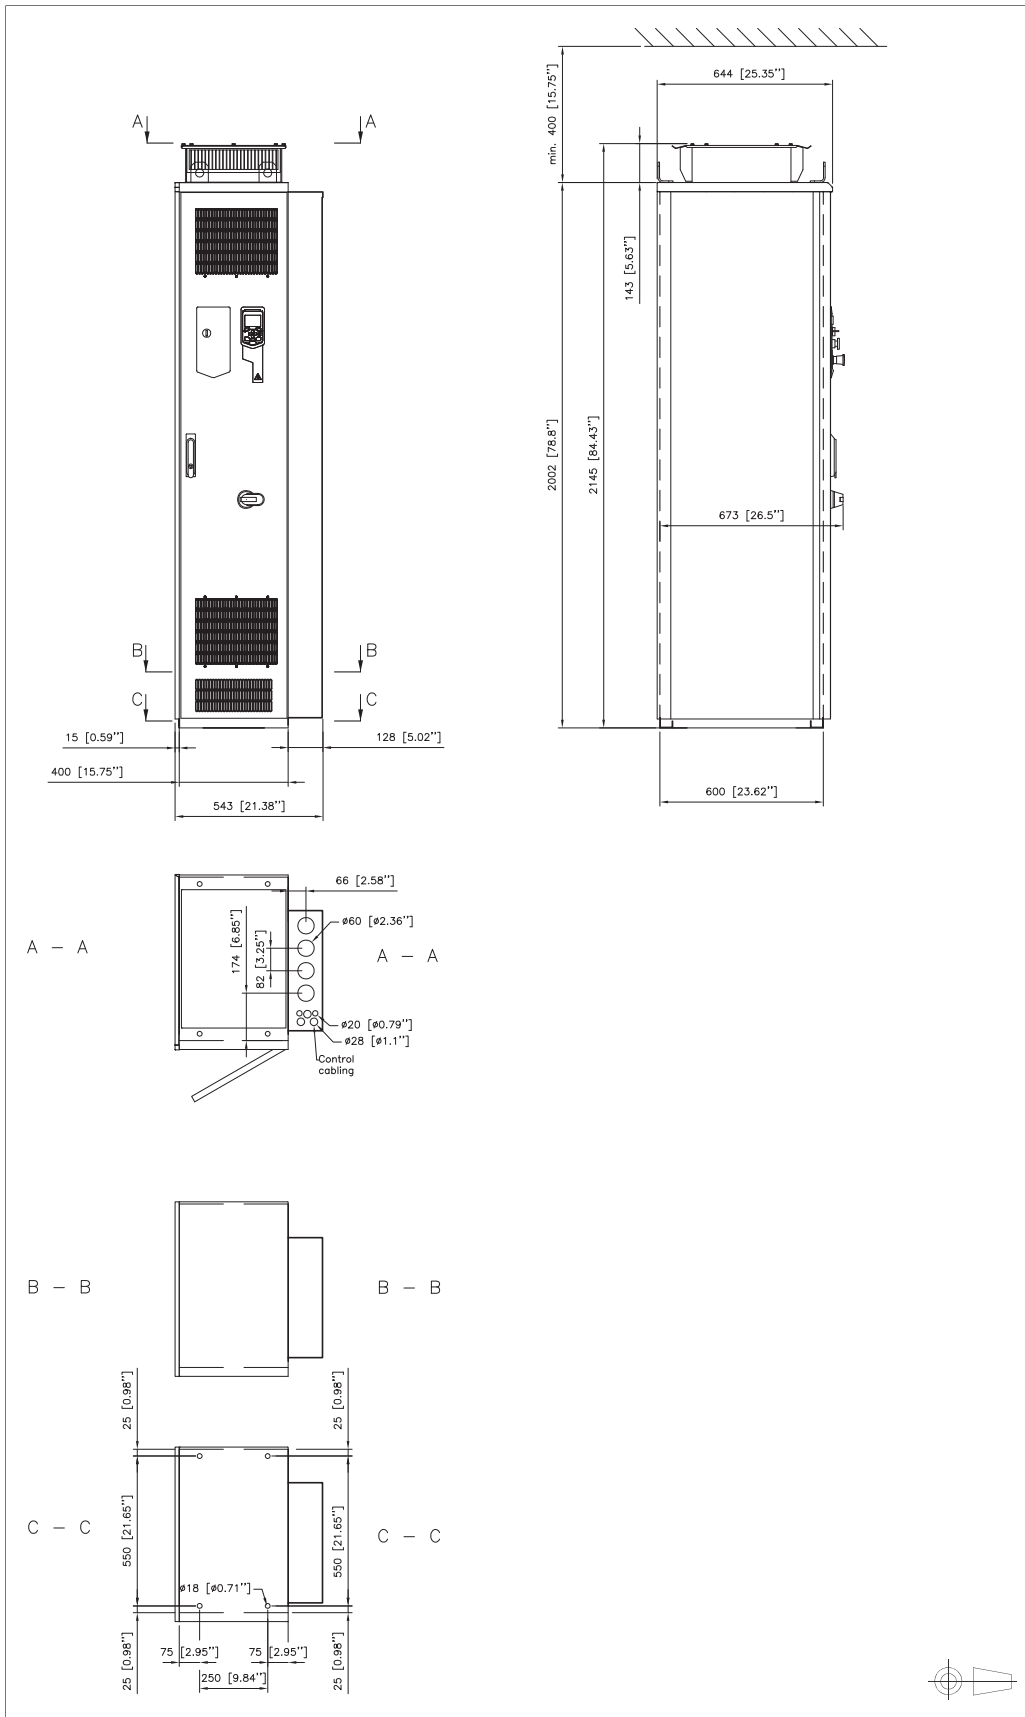 644 [25.35'']
min. 400 [15.75'']
A
A
143 [5.63'']
2002 [78.8'']
2145 [84.43'']
673 [26.5'']
B
B
C
C
15 [0.59'']
128 [5.02'']
400 [15.75'']
543 [21.38'']
600 [23.62'']
66 [2.58'']
ø60 [ø2.36'']
174 [6.85'']
82 [3.25'']
A - A
A - A
ø20 [ø0.79'']
ø28 [ø1.1'']
Control
cabling
B - B
B - B
25 [0.98'']
25 [0.98'']
C - C
C - C
550 [21.65'']
550 [21.65'']
ø18 [ø0.71'']
75 [2.95'']
75 [2.95'']
25 [0.98'']
25 [0.98'']
250 [9.84'']